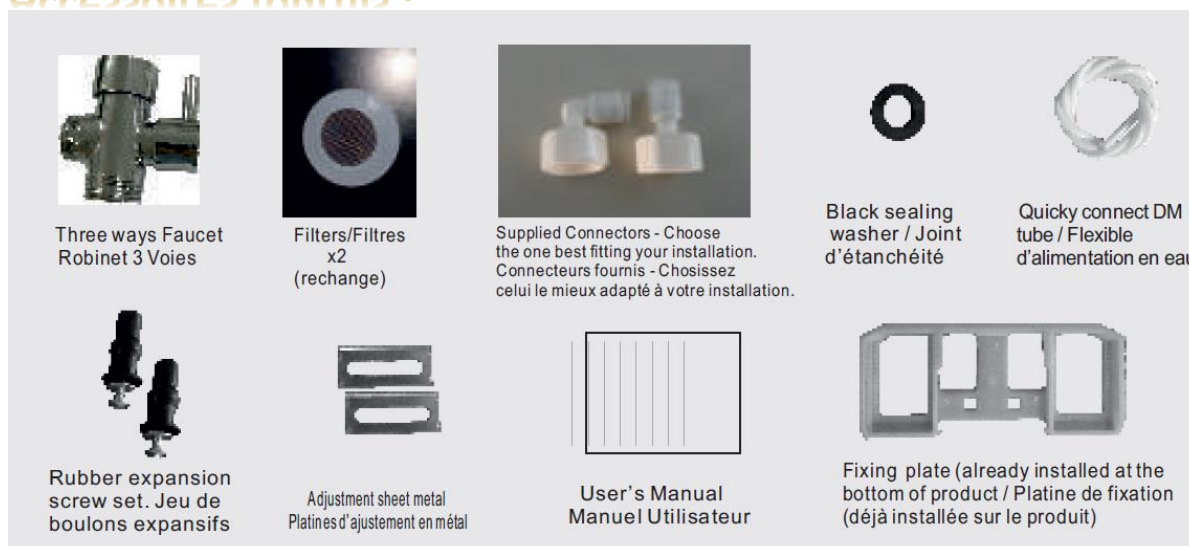 Three ways Faucet
Robinet 3 Voies
Filters/Filtres
x2
(rechange)
Supplied Connectors - Choose
the one best fitting your installation.
Connecteurs fournis - Chosissez
celui le mieux adapté à votre installation.
Black sealing
washer / Joint
d'étanchéité
Quicky connect DM
tube / Flexible
d'alimentation en eau
Rubber expansion
screw set. Jeu de
boulons expansifs
Adjustment sheet metal
Platines d'ajustement en métal
User's Manual
Manuel Utilisateur
Fixing plate (already installed at the
bottom of product / Platine de fixation
(déjà installée sur le produit)